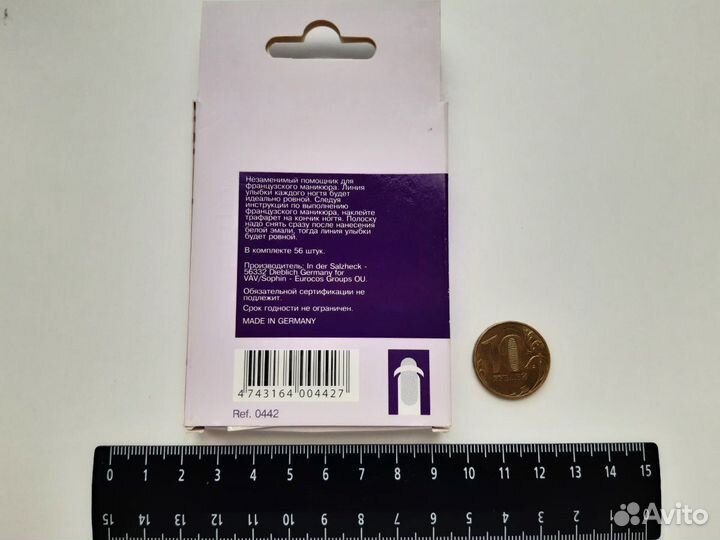 Незаменимый помощник для
французского маникюра. Линия
улыбки каждого ногтя будет
идеально ровной. Следуя
инструкции по выполнению
французского маникюра, наклейте
трафарет на кончик ногтя. Полоску
надо снять сразу после нанесения
белой эмали, тогда линия улыбки
будет ровной.
В комплекте 56 штук.
Производитель: In der Salzheck -
56332 Dieblich Germany for
VAV/Sophin - Eurocos Groups OU.
Обязательной сертификации не
подлежит.
Срок годности не ограничен.
MADE IN GERMANY
4 743164 004427
Ref. 0442
10
РУБЛЕЙ
0 1 2 3 4 5 6 7 8 9 10 11 12 13 14 15
15 14 13 12 11 10 9 8 7 6 5 4 3 2 1 0
Avito